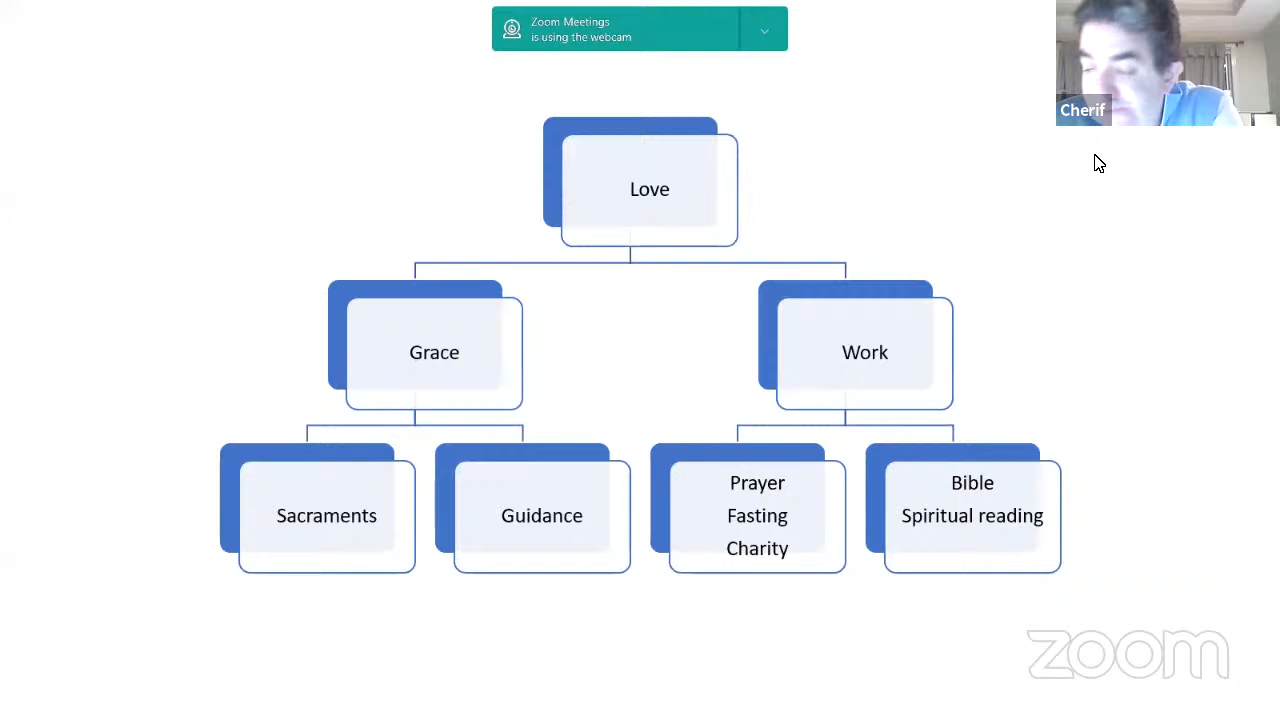 Zoom Meetings
is using the webcam
Cherif
Love
Grace
Work
Sacraments
Guidance
Prayer
Fasting
Charity
Bible
Spiritual reading
zoom